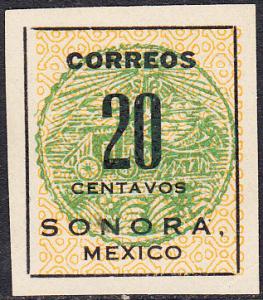 CORREOS
20
CENTAVOS
SONORA,
MEXICO